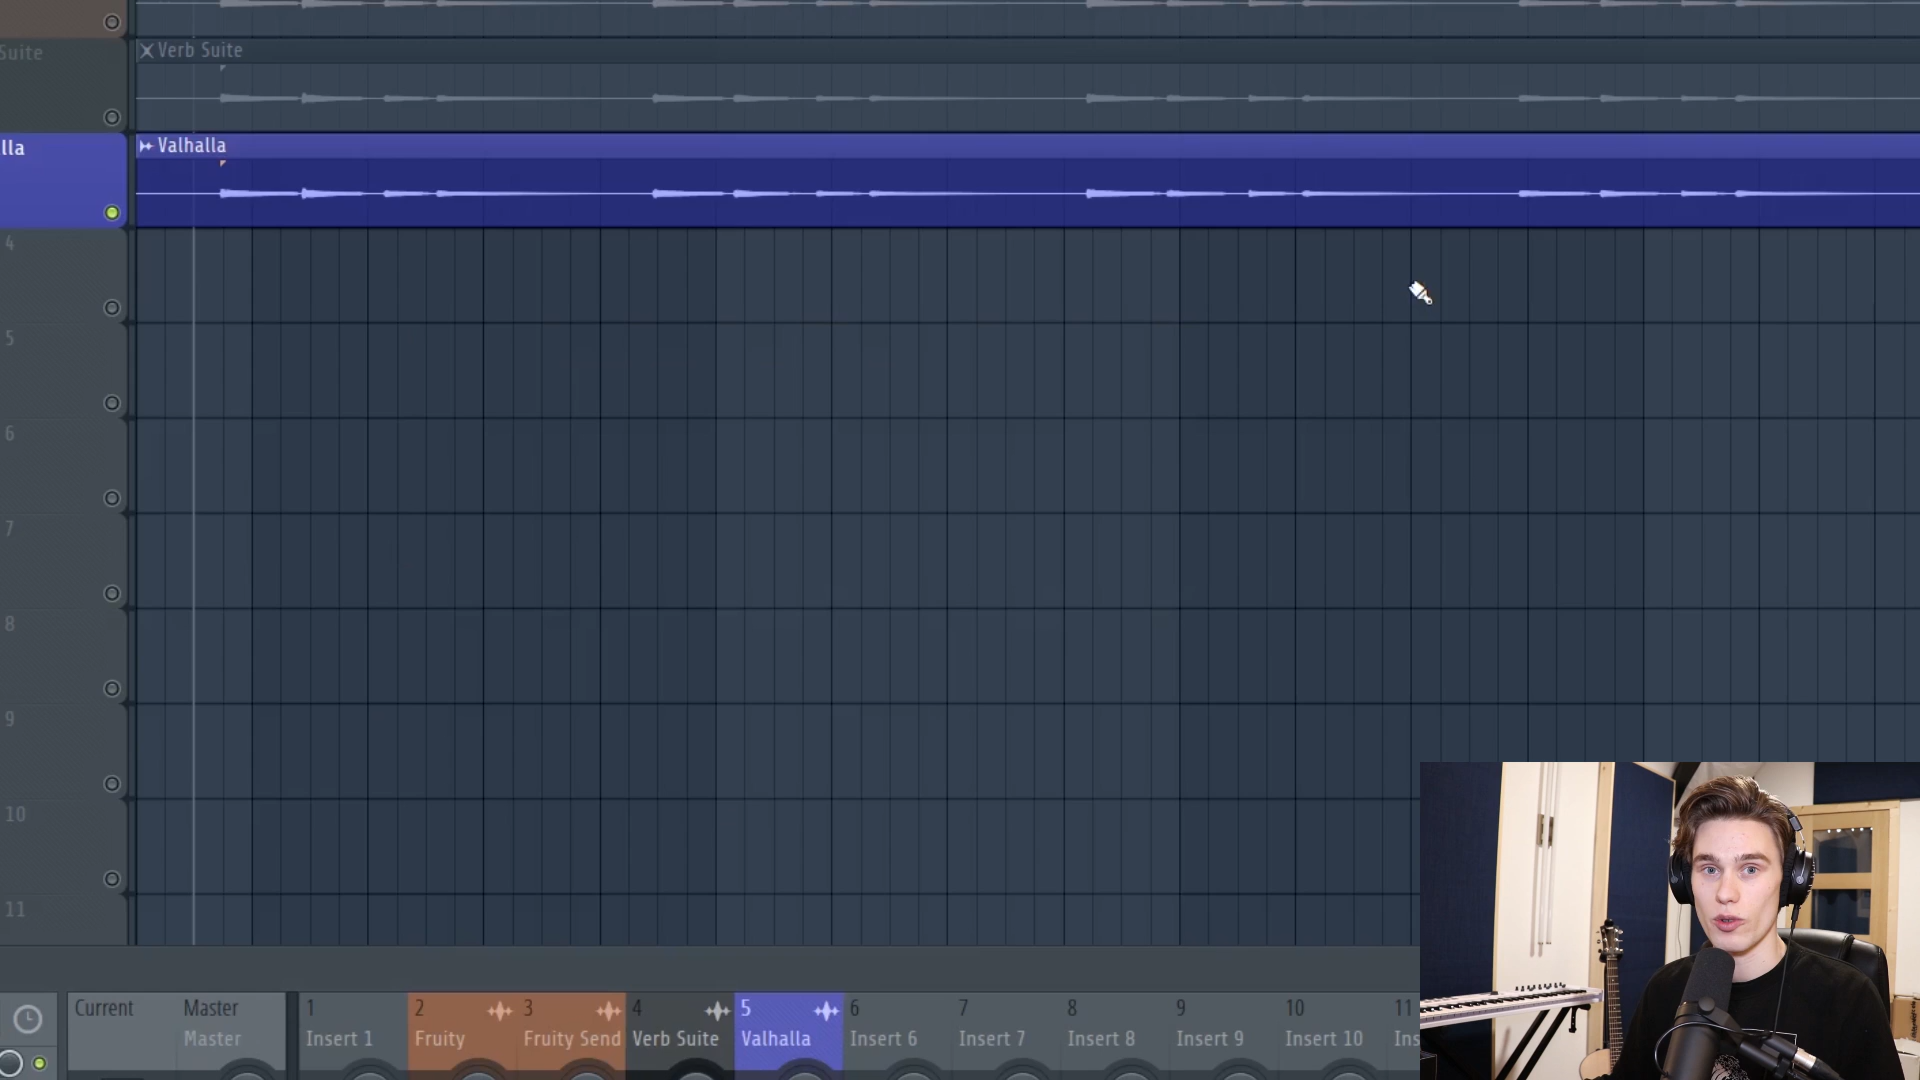 Suite
Verb Suite
lla
Valhalla
4
5
6
7
8
9
10
11
Current
Master
Master
1
Insert 1
2
Fruity
3
Fruity Send
4
Verb Suite
5
Valhalla
6
Insert 6
7
Insert 7
8
Insert 8
9
Insert 9
10
Insert 10
11
Ins